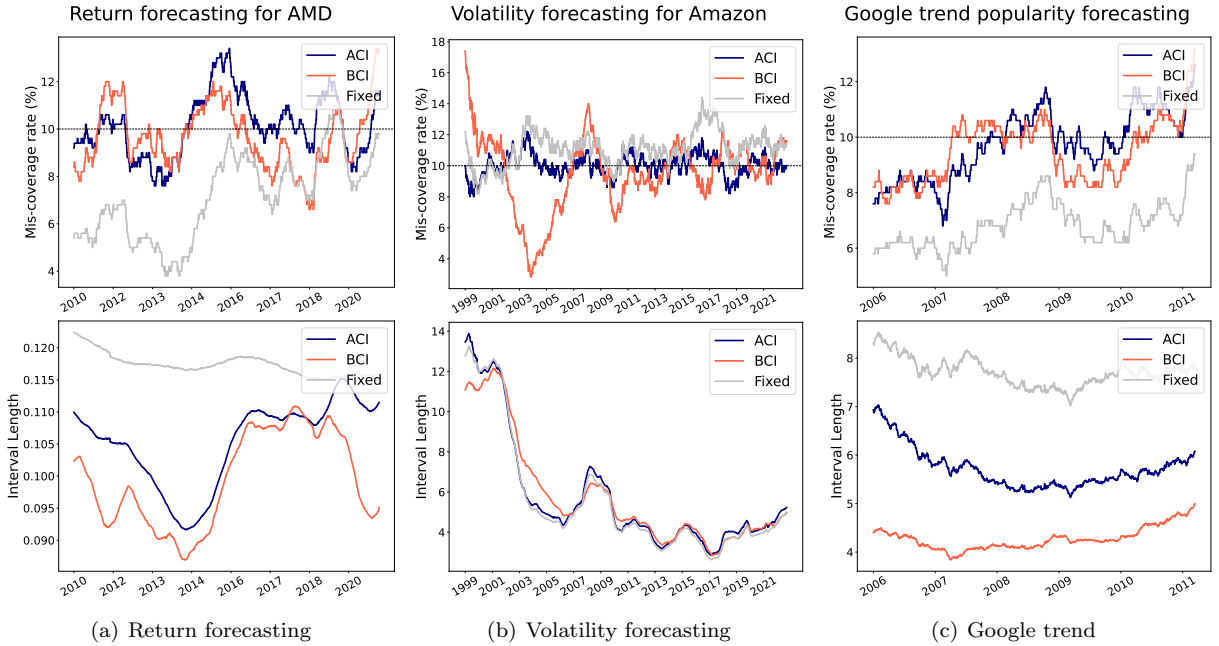 Return forecasting for AMD
Mis-coverage rate (%)
12
10
8
6
4
ACI
BCI
Fixed
2010
2012
2013
2014
2016
2018
2020
Volatility forecasting for Amazon
Mis-coverage rate (%)
18
16
14
12
10
8
6
4
ACI
BCI
Fixed
1999
2001
2003
2005
2007
2009
2011
2013
2015
2017
2019
2021
Google trend popularity forecasting
Mis-coverage rate (%)
12
10
8
6
ACI
BCI
Fixed
2006
2007
2008
2009
2010
2011
Interval Length
0.120
0.115
0.110
0.105
0.100
0.095
0.090
ACI
BCI
Fixed
2010
2012
2013
2014
2016
2018
2020
Interval Length
14
12
10
8
6
4
ACI
BCI
Fixed
1999
2001
2003
2005
2007
2009
2011
2013
2015
2017
2019
2021
Interval Length
8
7
6
5
4
ACI
BCI
Fixed
2006
2007
2008
2009
2010
2011
(a) Return forecasting
(b) Volatility forecasting
(c) Google trend